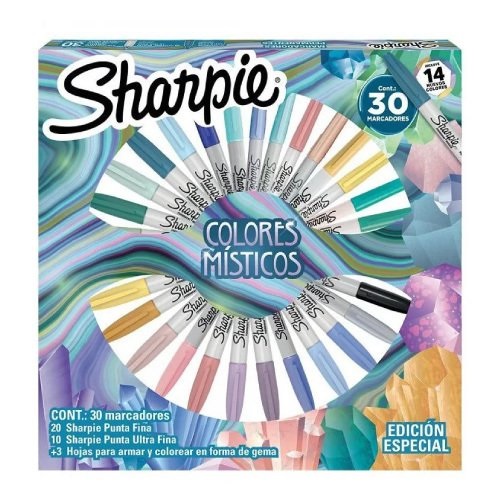 Sharpie®
Cont.:
30
MARCADORES
INCLUYE
14
NUEVOS
COLORES
COLORES
MÍSTICOS
CONT.: 30 marcadores
20 Sharpie Punta Fina
10 Sharpie Punta Ultra Fina
+3 Hojas para armar y colorear en forma de gema
EDICIÓN
ESPECIAL